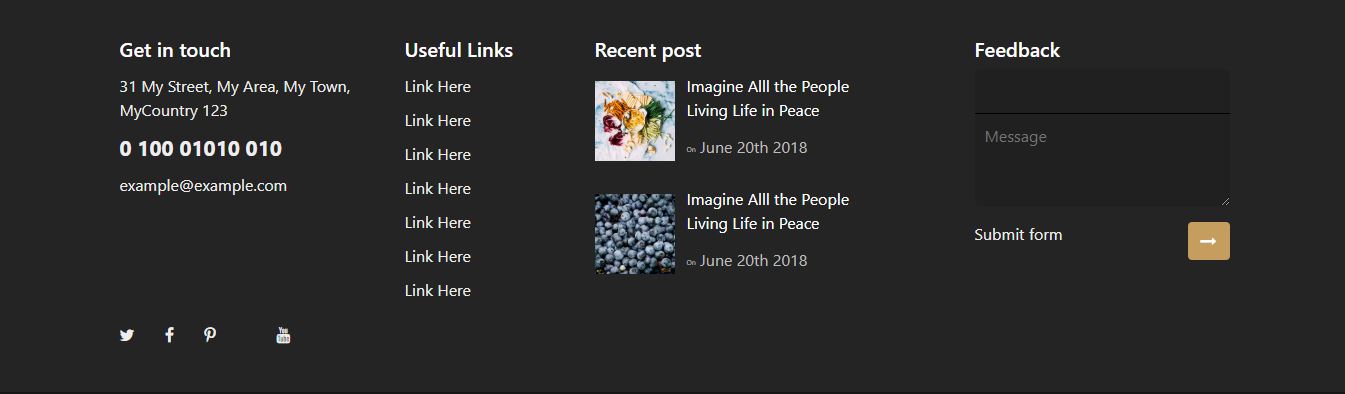 Get in touch
31 My Street, My Area, My Town,
MyCountry 123
0 100 01010 010
example@example.com
Useful Links
Link Here
Link Here
Link Here
Link Here
Link Here
Link Here
Link Here
Recent post
Imagine Alll the People
Living Life in Peace
On June 20th 2018
Imagine Alll the People
Living Life in Peace
On June 20th 2018
Feedback
Message
Submit form
You
Tube